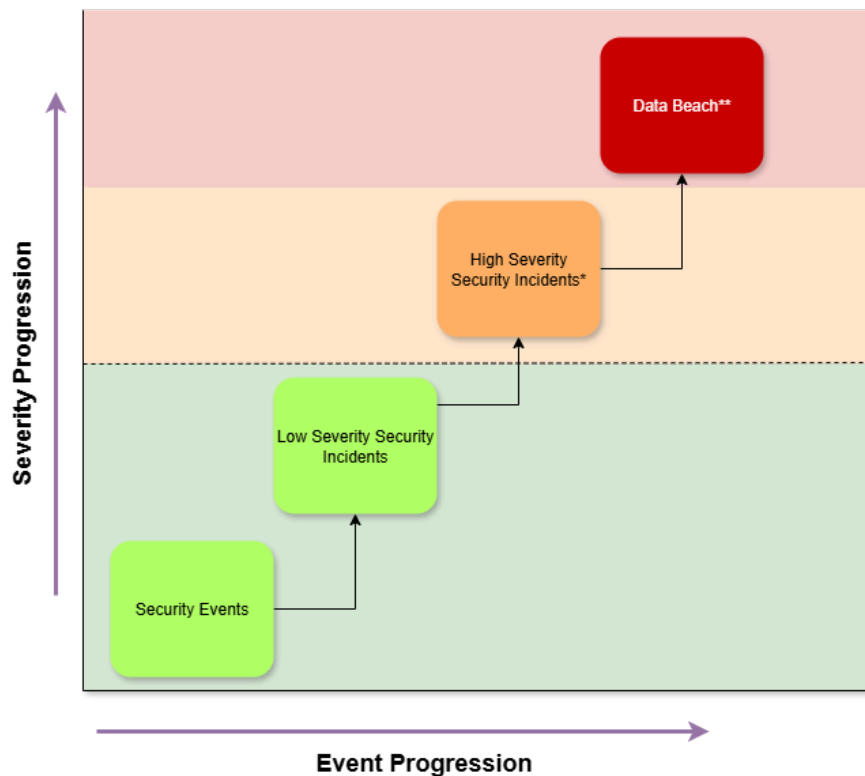 Data Beach**
High Severity
Security Incidents*
Low Severity Security
Incidents
Security Events
Severity Progression
Event Progression